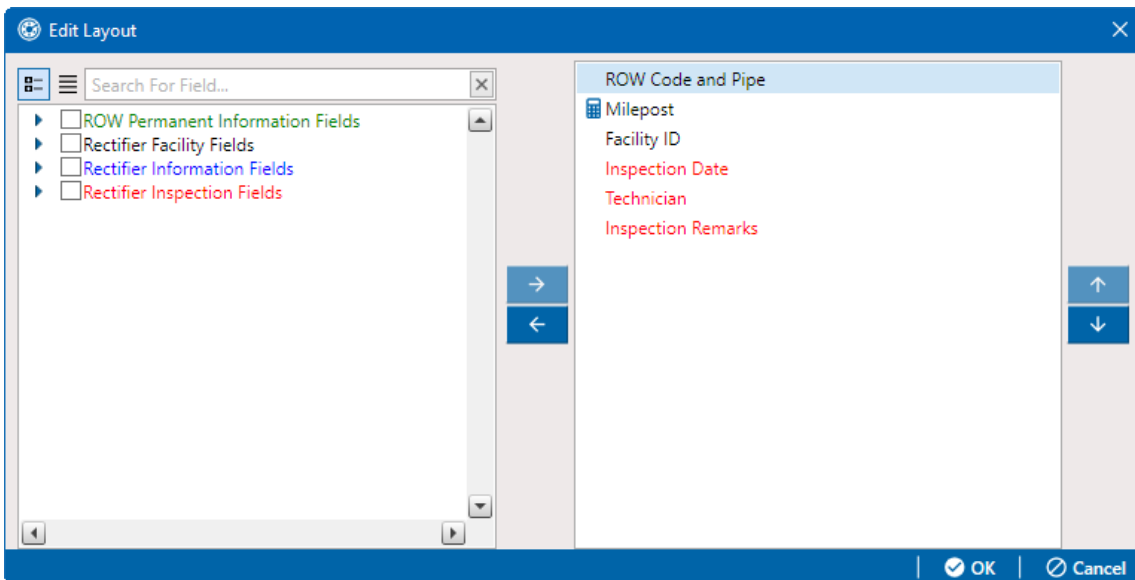 Edit Layout
Search For Field...
ROW Permanent Information Fields
Rectifier Facility Fields
Rectifier Information Fields
Rectifier Inspection Fields
ROW Code and Pipe
Milepost
Facility ID
Inspection Date
Technician
Inspection Remarks
OK
Cancel